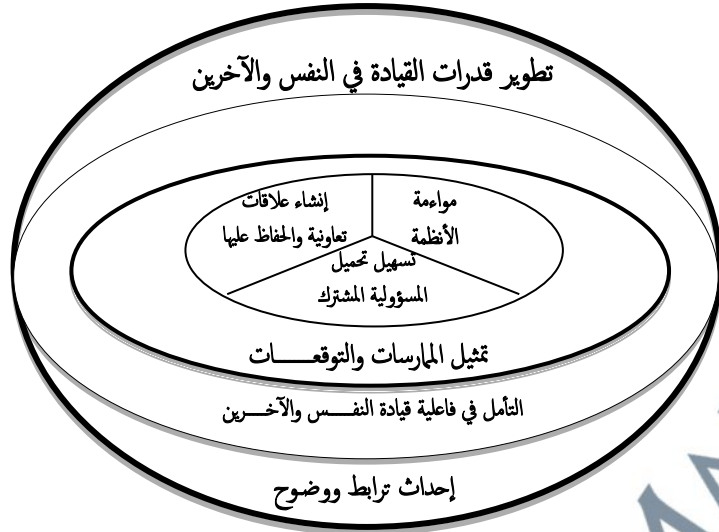 تطوير قدرات القيادة في النفس والآخرين
مواءمة
الأنظمة
إنشاء علاقات
تعاونية والحفاظ عليها
تسهيل تحميل
المسؤولية المشترك
تمثيل الممارسات والتوقعـــــات
التأمل في فاعلية قيادة النفـــس والآخـــرين
إحداث ترابط ووضوح